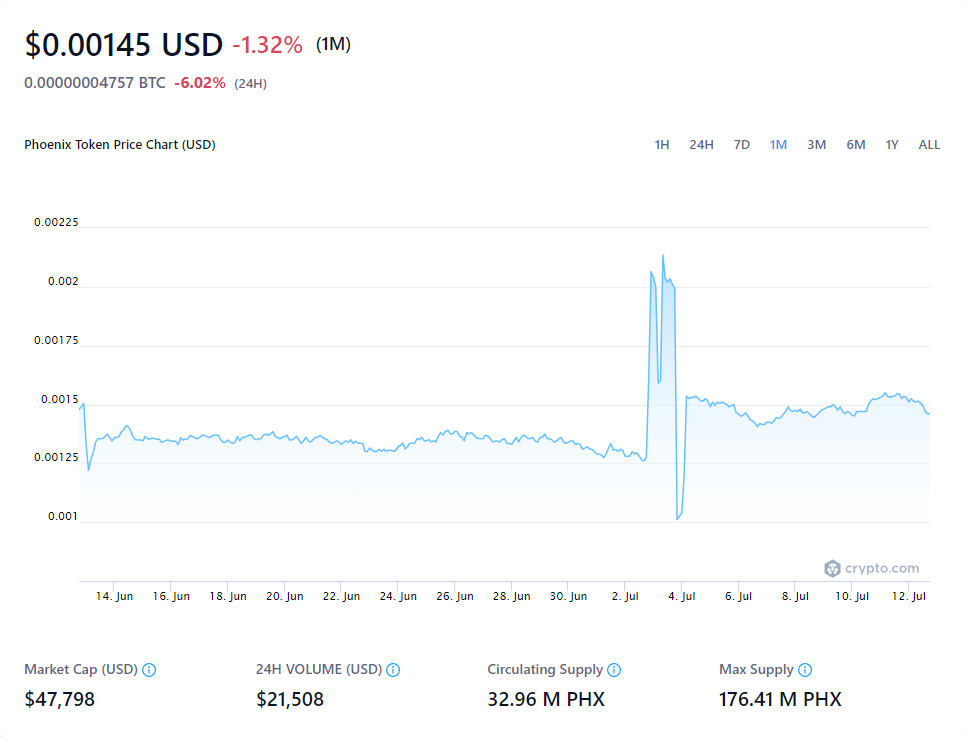 $0.00145 USD -1.32% (1M)
0.00000004757 BTC -6.02% (24H)
Phoenix Token Price Chart (USD) 1H 24H 7D 1M 3M 6M 1Y ALL
0.00225
0.002
0.00175
0.0015
0.00125
0.001
crypto.com
14. Jun 16. Jun 18. Jun 20. Jun 22. Jun 24. Jun 26. Jun 28. Jun 30. Jun 2. Jul 4. Jul 6. Jul 8. Jul 10. Jul 12. Jul
Market Cap (USD) 24H VOLUME (USD) Circulating Supply Max Supply
$47,798 $21,508 32.96 M PHX 176.41 M PHX